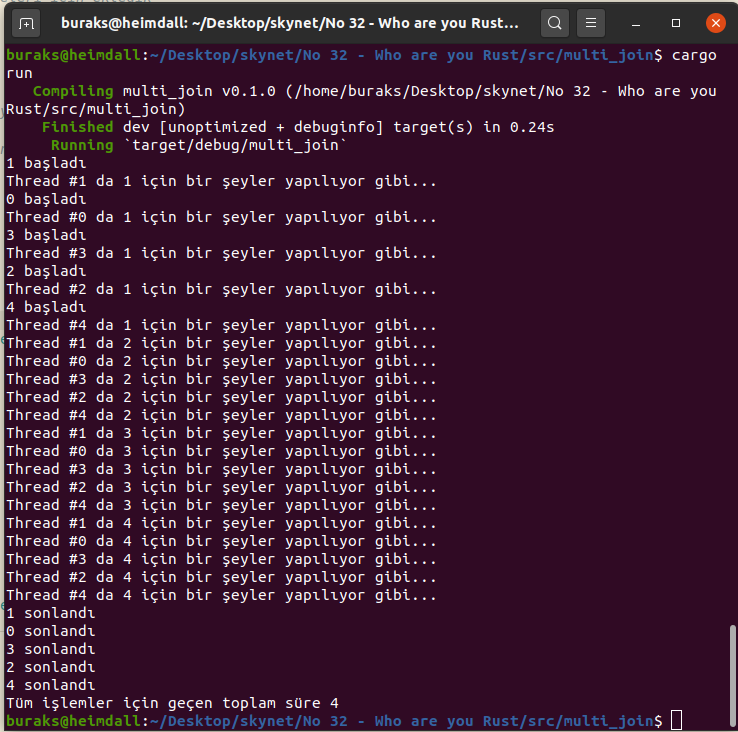 buraks@heimdall: ~/Desktop/skynet/No 32 - Who are you Rust...
buraks@heimdall:~/Desktop/skynet/No 32 - Who are you Rust/src/multi_join$ cargo
run
Compiling multi_join v0.1.0 (/home/buraks/Desktop/skynet/No 32 - Who are you
Rust/src/multi_join)
Finished dev [unoptimized + debuginfo] target(s) in 0.24s
Running `target/debug/multi_join`
1 başladı
Thread #1 da 1 için bir şeyler yapılıyor gibi...
0 başladı
Thread #0 da 1 için bir şeyler yapılıyor gibi...
3 başladı
Thread #3 da 1 için bir şeyler yapılıyor gibi...
2 başladı
Thread #2 da 1 için bir şeyler yapılıyor gibi...
4 başladı
Thread #4 da 1 için bir şeyler yapılıyor gibi...
Thread #1 da 2 için bir şeyler yapılıyor gibi...
Thread #0 da 2 için bir şeyler yapılıyor gibi...
Thread #3 da 2 için bir şeyler yapılıyor gibi...
Thread #2 da 2 için bir şeyler yapılıyor gibi...
Thread #4 da 2 için bir şeyler yapılıyor gibi...
Thread #1 da 3 için bir şeyler yapılıyor gibi...
Thread #0 da 3 için bir şeyler yapılıyor gibi...
Thread #3 da 3 için bir şeyler yapılıyor gibi...
Thread #2 da 3 için bir şeyler yapılıyor gibi...
Thread #4 da 3 için bir şeyler yapılıyor gibi...
Thread #1 da 4 için bir şeyler yapılıyor gibi...
Thread #0 da 4 için bir şeyler yapılıyor gibi...
Thread #3 da 4 için bir şeyler yapılıyor gibi...
Thread #2 da 4 için bir şeyler yapılıyor gibi...
Thread #4 da 4 için bir şeyler yapılıyor gibi...
1 sonlandı
0 sonlandı
3 sonlandı
2 sonlandı
4 sonlandı
Tüm işlemler için geçen toplam süre 4
buraks@heimdall:~/Desktop/skynet/No 32 - Who are you Rust/src/multi_join$